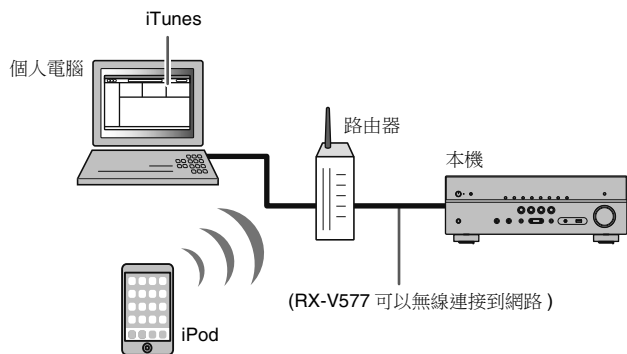 iTunes
個人電腦
路由器
本機
(RX-V577 可以無線連接到網路 )
iPod